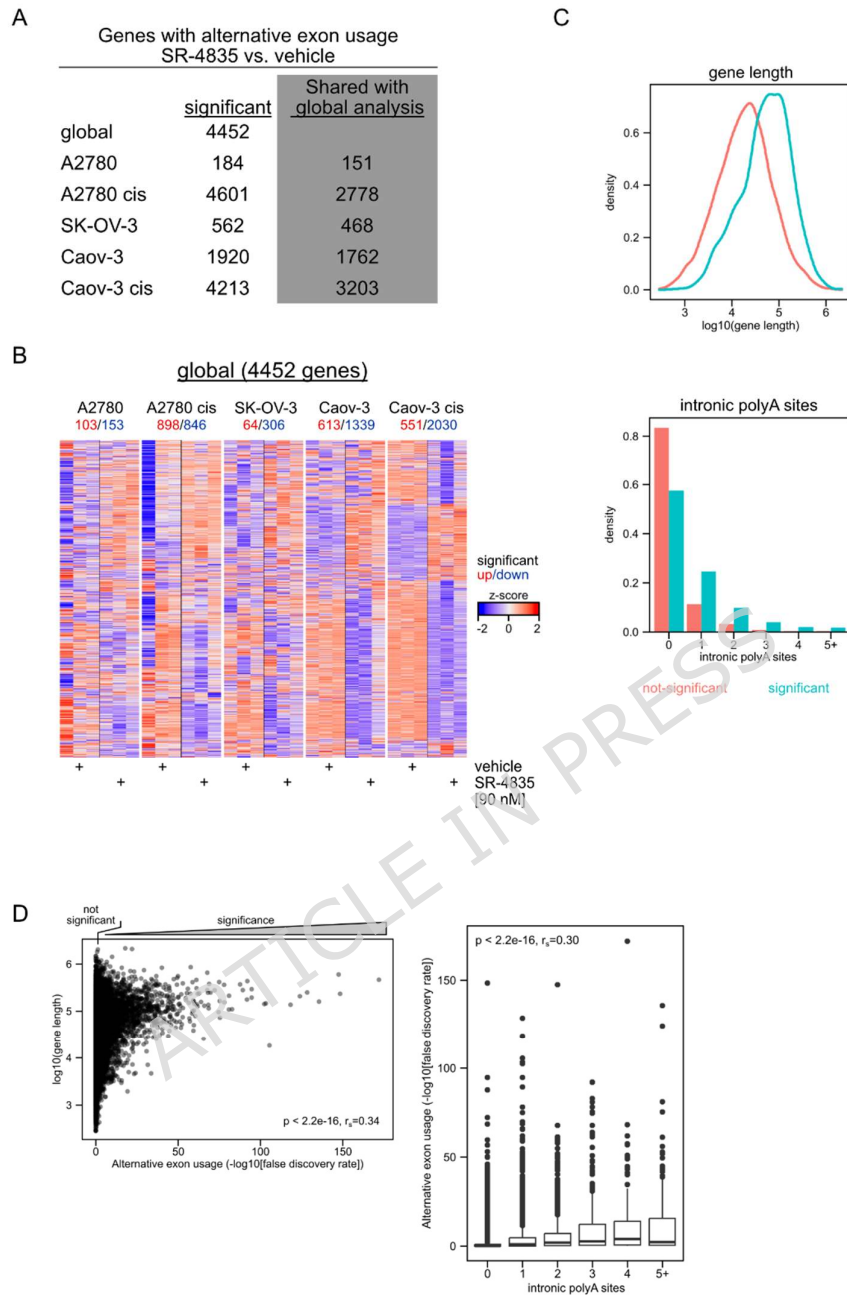 A
Genes with alternative exon usage
SR-4835 vs. vehicle
significant Shared with global analysis
global 4452
A2780 184 151
A2780 cis 4601 2778
SK-OV-3 562 468
Caov-3 1920 1762
Caov-3 cis 4213 3203
B
global (4452 genes)
A2780 A2780 cis SK-OV-3 Caov-3 Caov-3 cis
103/153 898/846 64/306 613/1339 551/2030
significant
up/down
z-score
-2 0 2
+ + + + + vehicle
+ + + + + SR-4835
[90 nM]
C
gene length
density
0.6
0.4
0.2
0.0
3 4 5 6
log10(gene length)
intronic polyA sites
density
0.8
0.6
0.4
0.2
0.0
0 1 2 3 4 5+
intronic polyA sites
not-significant significant
D
not
significant
significance
log10(gene length)
6
5
4
3
p < 2.2e-16, rs=0.34
0 50 100 150
Alternative exon usage (-log10[false discovery rate])
p < 2.2e-16, rs=0.30
Alternative exon usage (-log10[false discovery rate])
150
100
50
0
0 1 2 3 4 5+
intronic polyA sites
ARTICLE IN PRESS